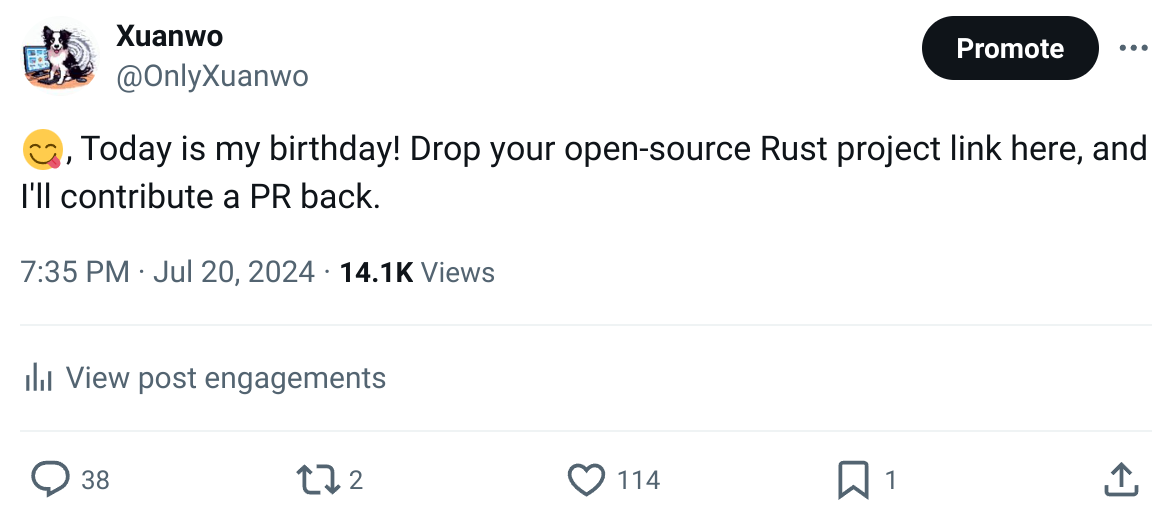 Xuanwo
@OnlyXuanwo
Promote
😋, Today is my birthday! Drop your open-source Rust project link here, and
I'll contribute a PR back.
7:35 PM · Jul 20, 2024 · 14.1K Views
View post engagements
38 2 114 1